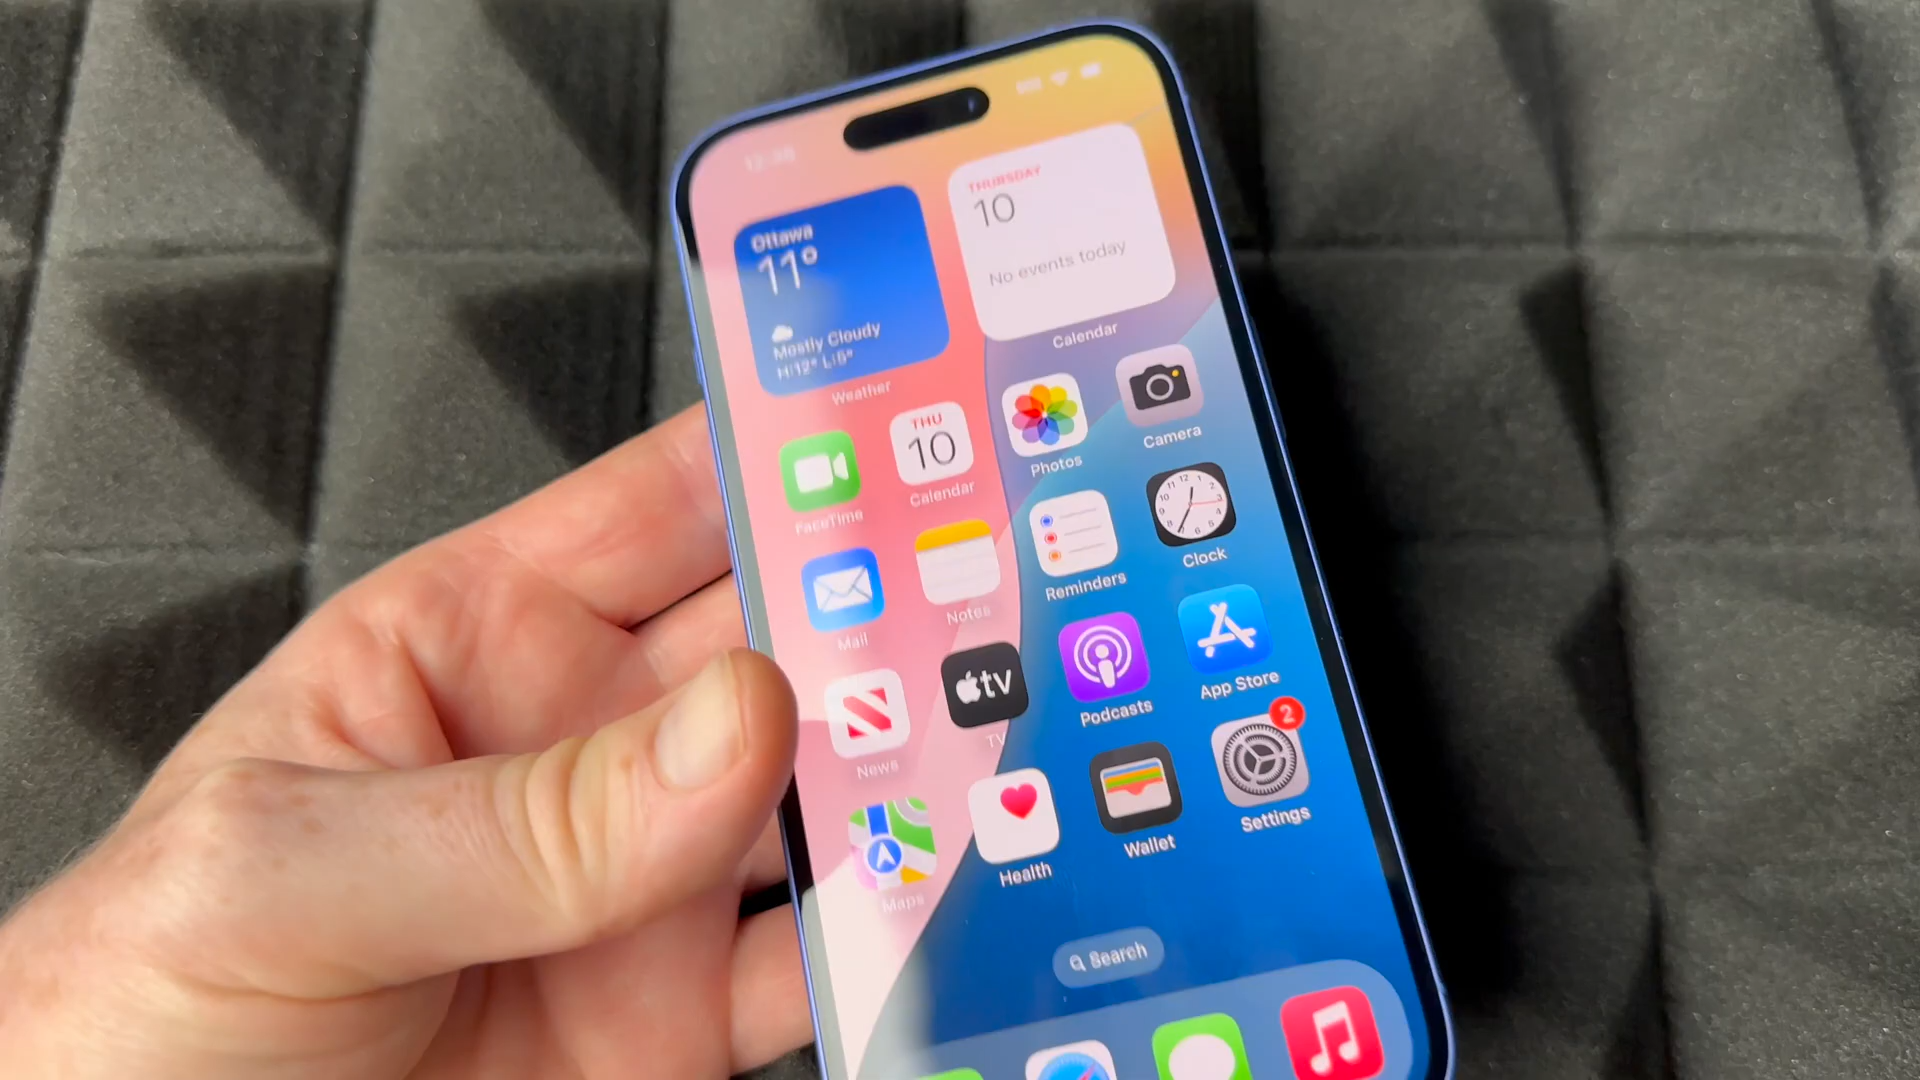 Ottawa
11°
Mostly Cloudy
H:12° L:5°
Weather
THURSDAY
10
No events today
Calendar
FaceTime
THU
10
Calendar
Photos
Camera
Mail
Notes
Reminders
Clock
News
tv
TV
Podcasts
App Store
2
Maps
Health
Wallet
Settings
Search